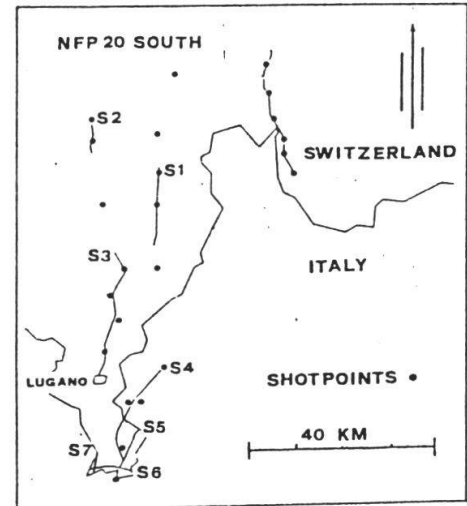 NFP 20 SOUTH
S2
SWITZERLAND
S1
S3
ITALY
S4
LUGANO
SHOTPOINTS
S5
40 KM
S7
S6